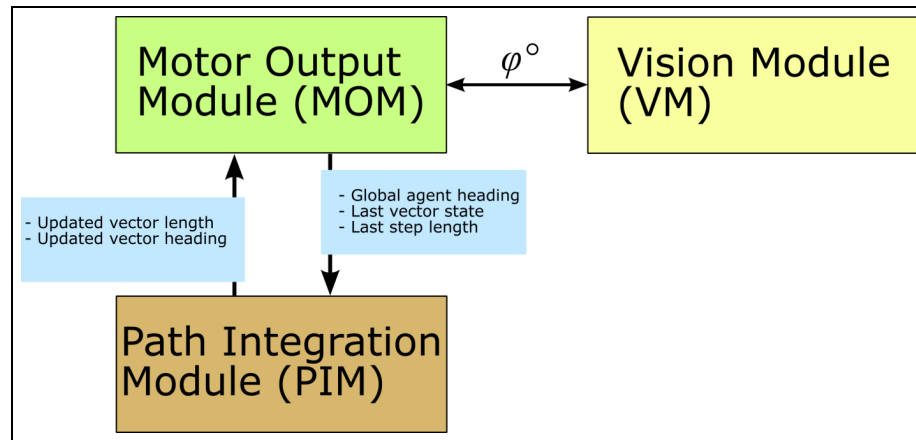 Motor Output
Module (MOM)
φ°
Vision Module
(VM)
- Updated vector length
- Updated vector heading
- Global agent heading
- Last vector state
- Last step length
Path Integration
Module (PIM)